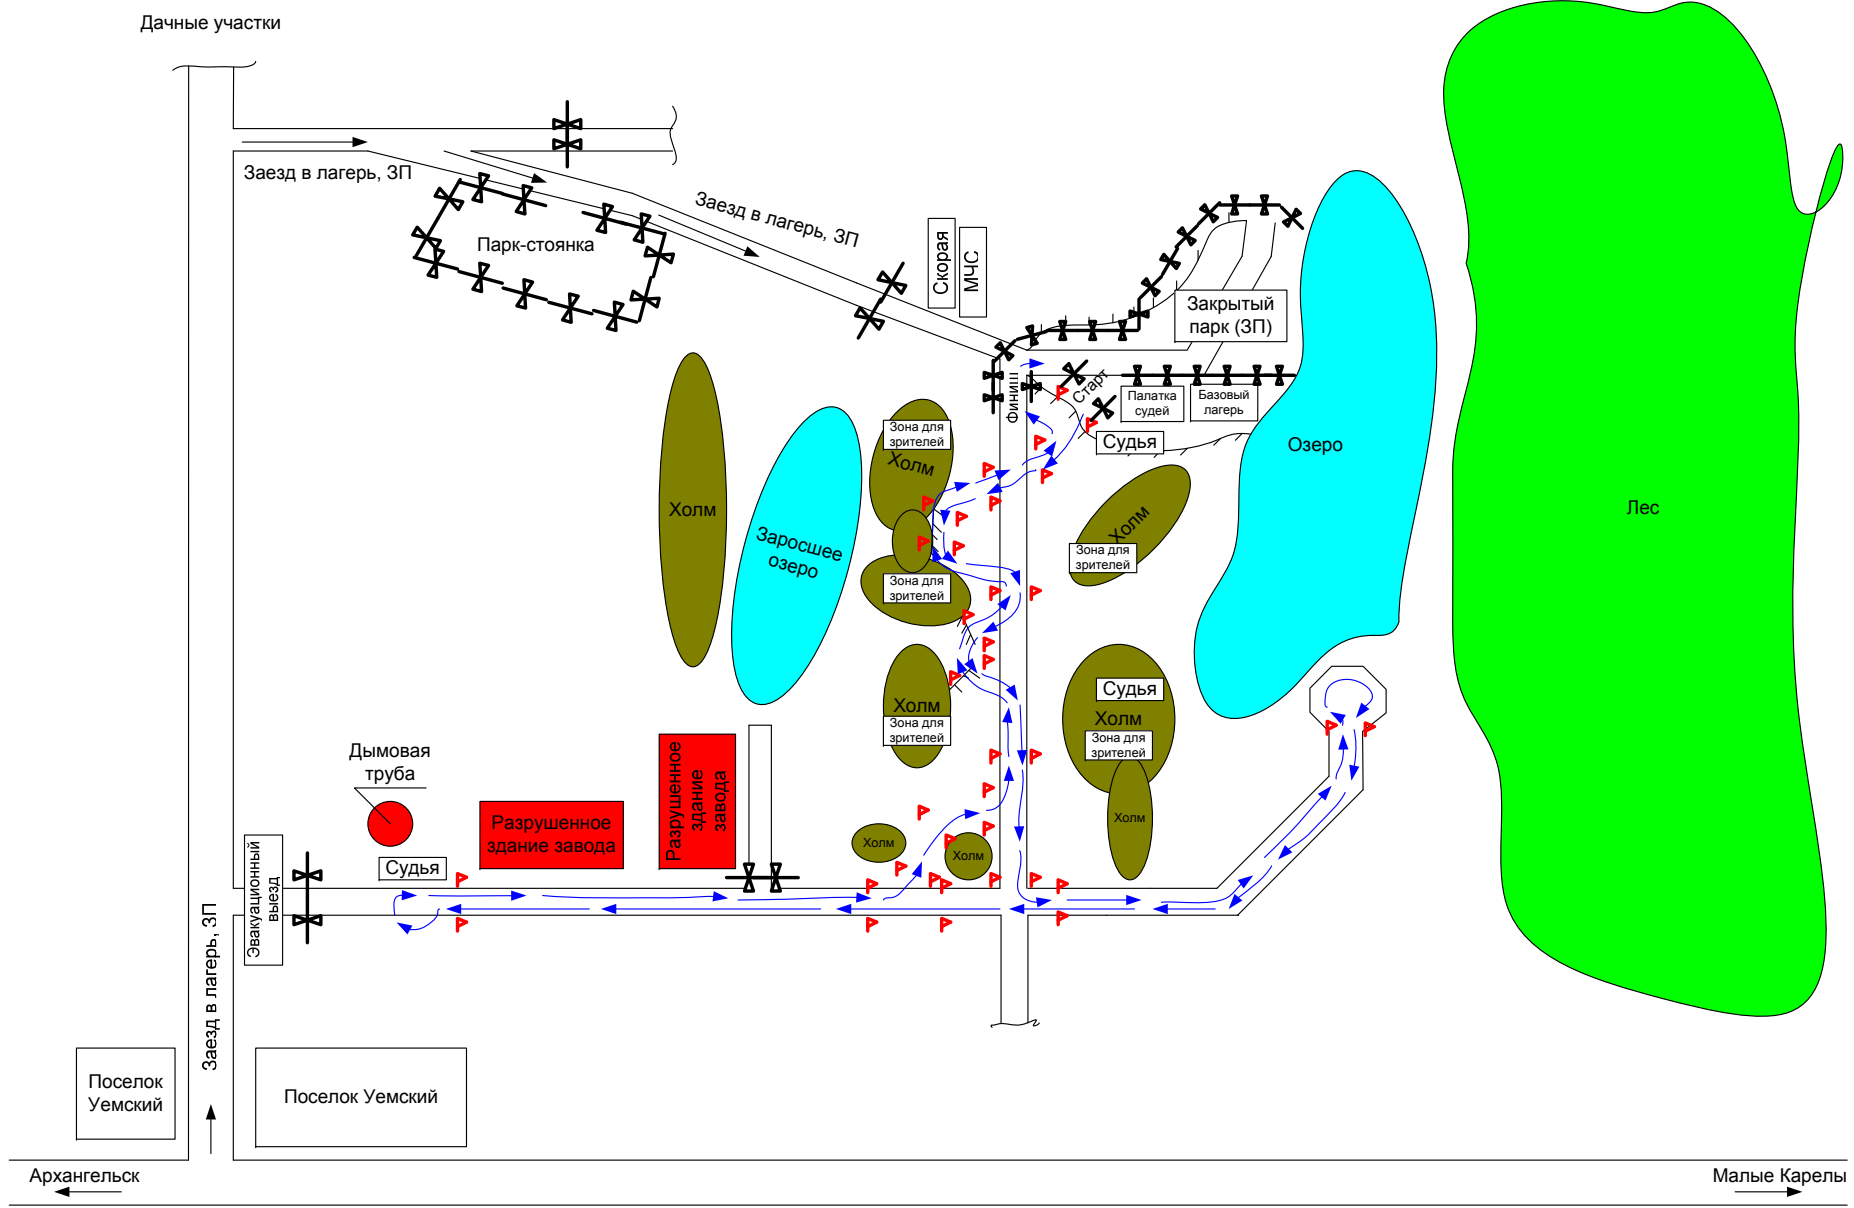 Дачные участки
Заезд в лагерь, ЗП
Заезд в лагерь, ЗП
Парк-стоянка
Скорая
МЧС
Закрытый
парк (ЗП)
Финиш
Старт
Палатка
судей
Базовый
лагерь
Судья
Озеро
Лес
Зона для
зрителей
Холм
Холм
Заросшее
озеро
Холм
Зона для
зрителей
Зона для
зрителей
Холм
Зона для
зрителей
Судья
Холм
Зона для
зрителей
Холм
Дымовая
труба
Разрушенное
здание завода
Разрушенное
здание
завода
Холм
Холм
Судья
Эвакуационный
выезд
Заезд в лагерь, ЗП
Поселок
Уемский
Поселок Уемский
Архангельск
Малые Карелы